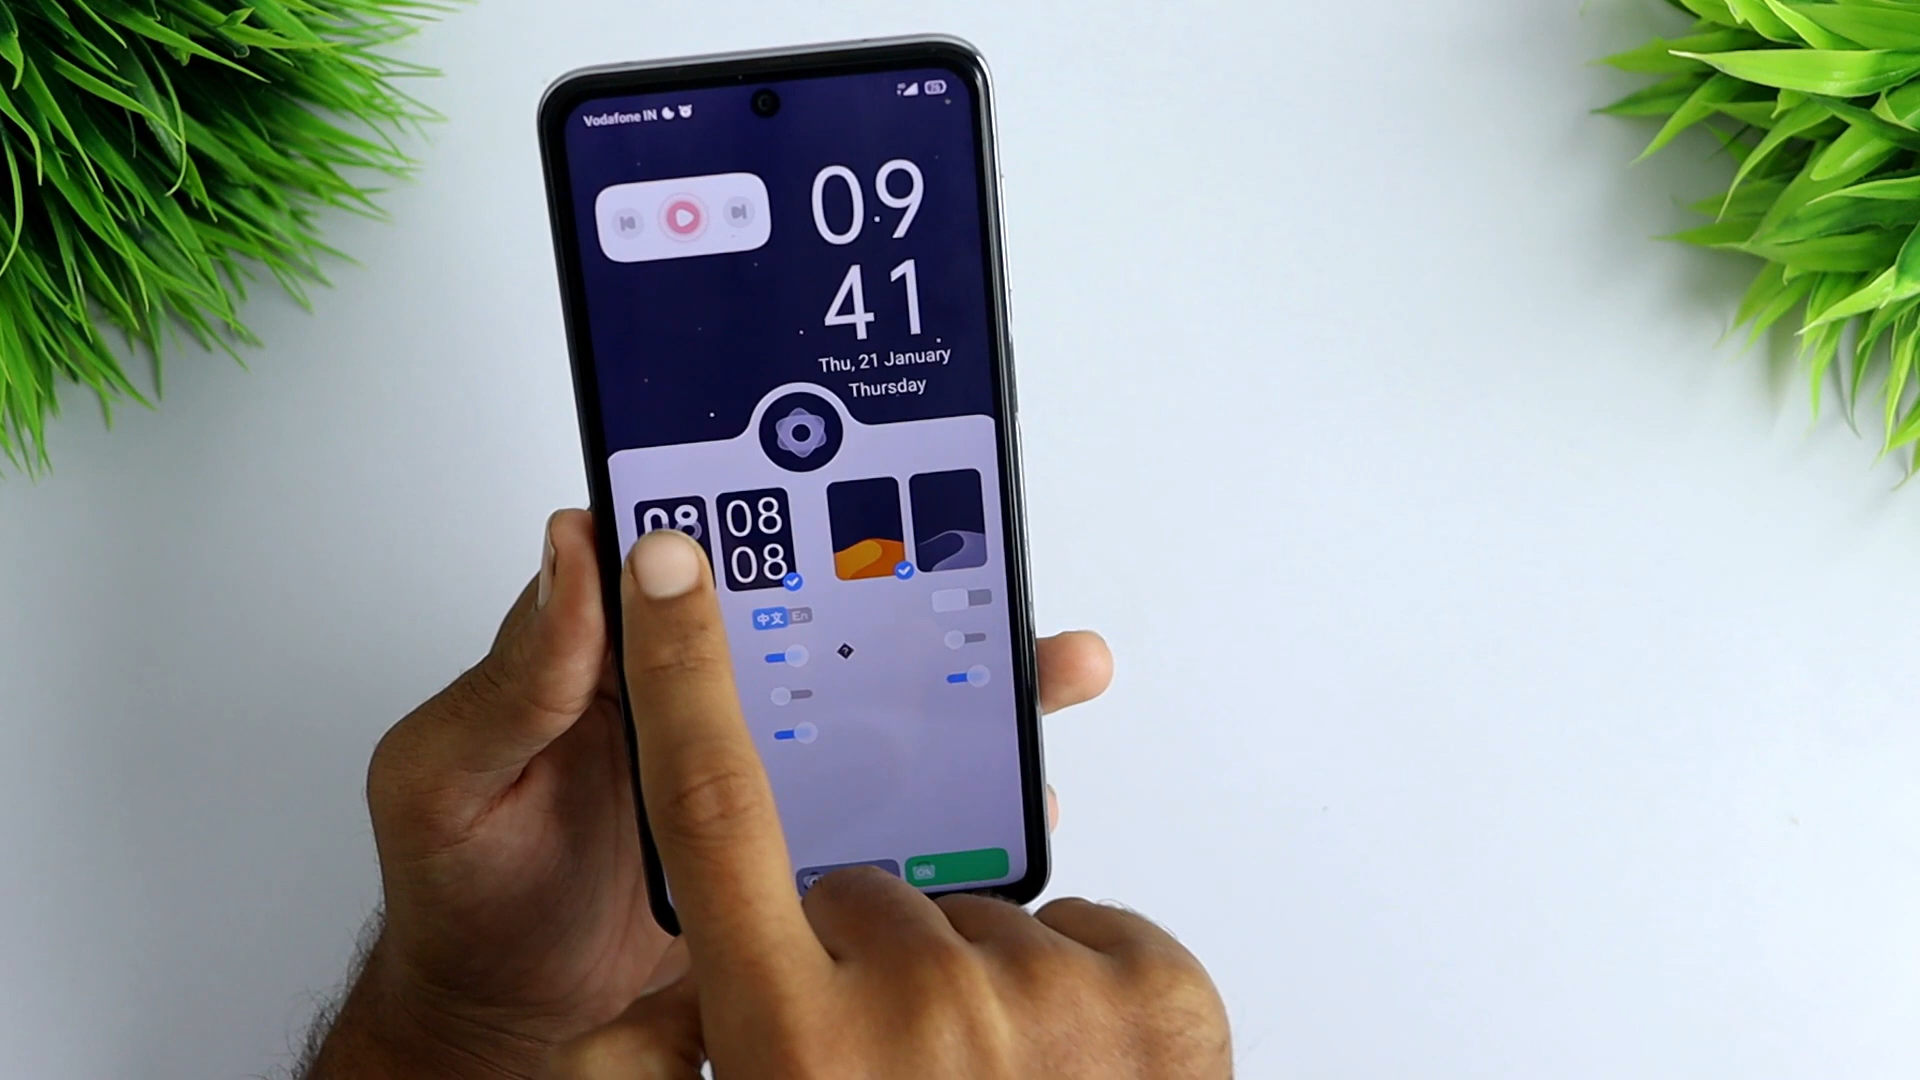 Vodafone IN
09
41
Thu, 21 January
Thursday
08
08
08
中文 En
?